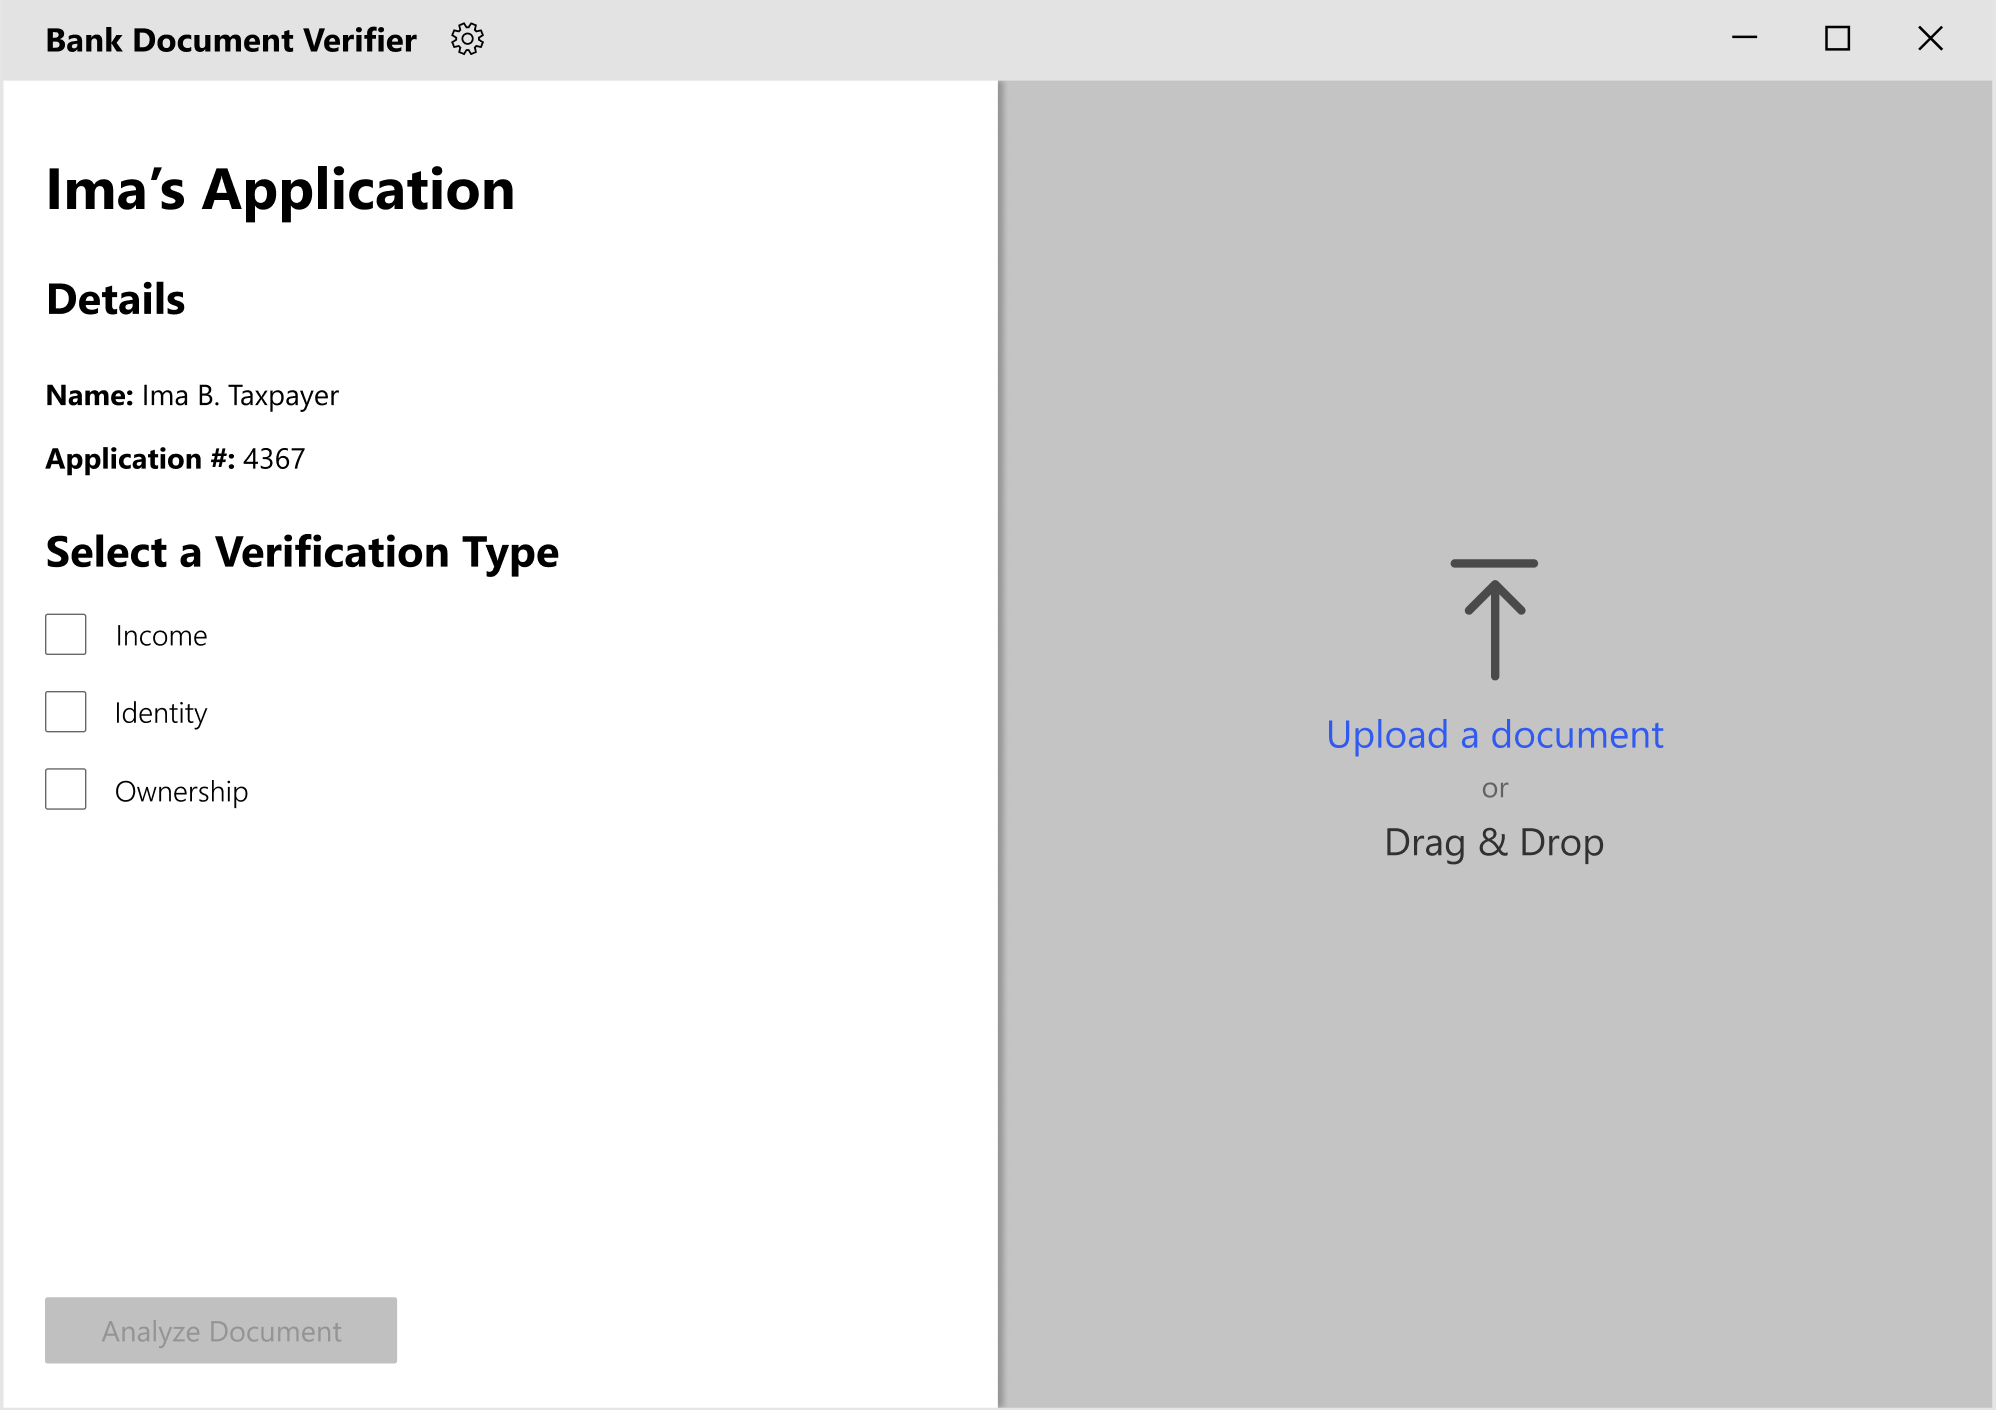 Bank Document Verifier
Ima’s Application
Details
Name: Ima B. Taxpayer
Application #: 4367
Select a Verification Type
Income
Identity
Ownership
Analyze Document
Upload a document
or
Drag & Drop